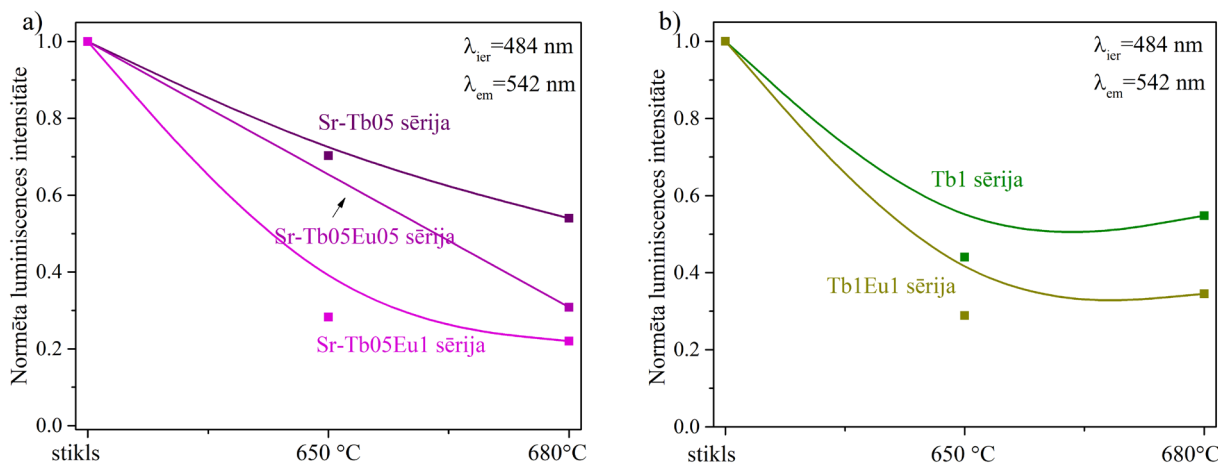 a)
Normēta luminiscences intensitāte
1.0
0.8
0.6
0.4
0.2
0.0
λier=484 nm
λem=542 nm
Sr-Tb05 sērija
Sr-Tb05Eu05 sērija
Sr-Tb05Eu1 sērija
stikls
650 °C
680°C
b)
Normēta luminiscences intensitāte
1.0
0.8
0.6
0.4
0.2
0.0
λier=484 nm
λem=542 nm
Tb1 sērija
Tb1Eu1 sērija
stikls
650 °C
680°C